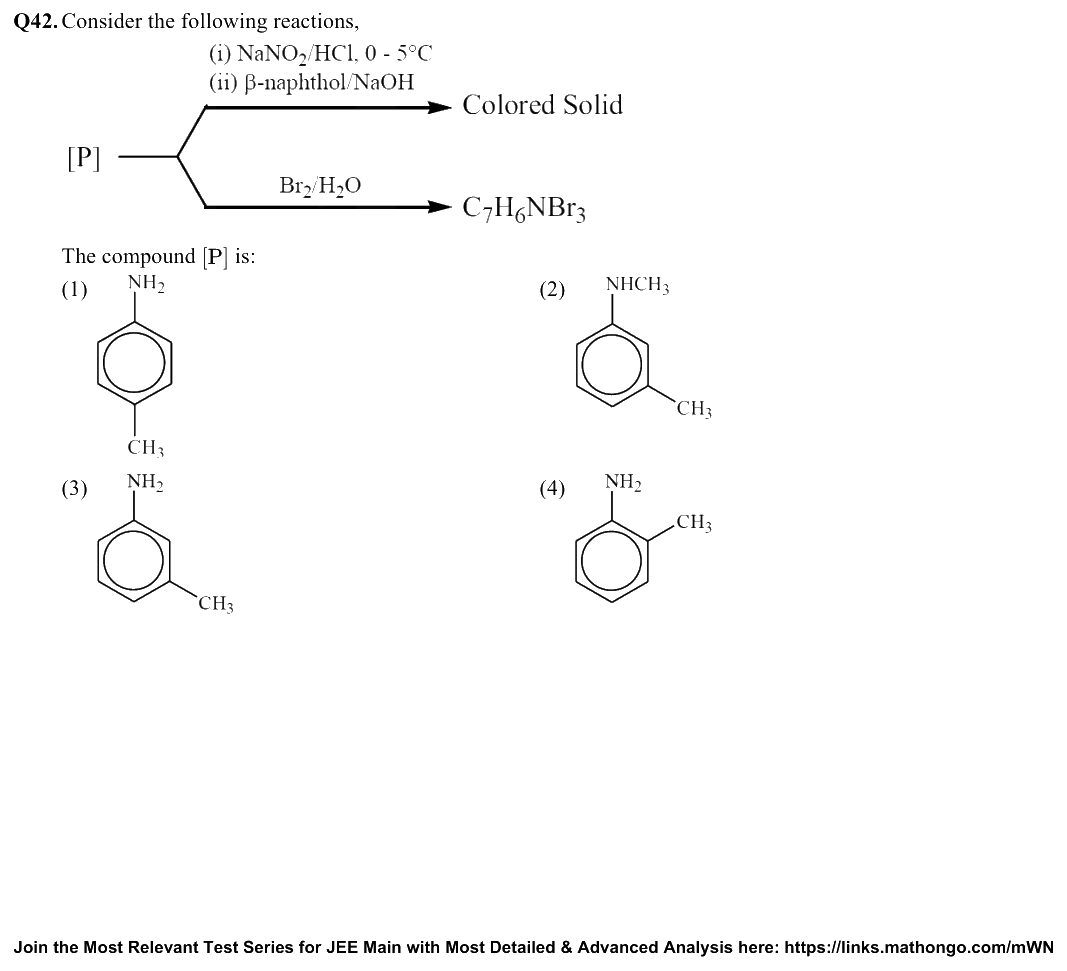 Q42. Consider the following reactions,
(i) NaNO₂/HCl, 0 - 5°C
(ii) β-naphthol/NaOH
Colored Solid
[P]
Br₂/H₂O
C₇H₆NBr₃
The compound [P] is:
(1) NH₂
CH₃
(2) NHCH₃
CH₃
(3) NH₂
CH₃
(4) NH₂
CH₃
Join the Most Relevant Test Series for JEE Main with Most Detailed & Advanced Analysis here: https://links.mathongo.com/mWN